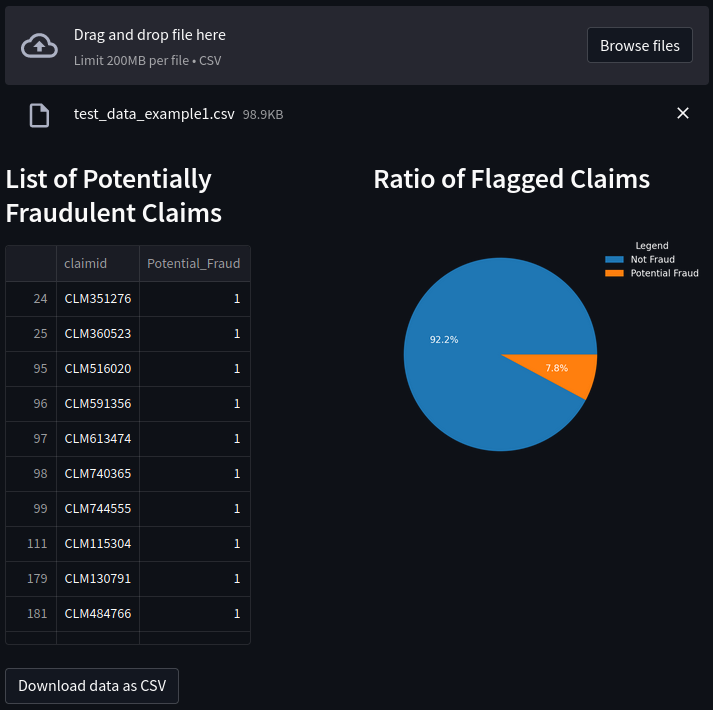 Drag and drop file here
Limit 200MB per file • CSV
Browse files
test_data_example1.csv 98.9KB
List of Potentially
Fraudulent Claims
claimid Potential_Fraud
24 CLM351276 1
25 CLM360523 1
95 CLM516020 1
96 CLM591356 1
97 CLM613474 1
98 CLM740365 1
99 CLM744555 1
111 CLM115304 1
179 CLM130791 1
181 CLM484766 1
Download data as CSV
Ratio of Flagged Claims
Legend
Not Fraud
Potential Fraud
92.2%
7.8%